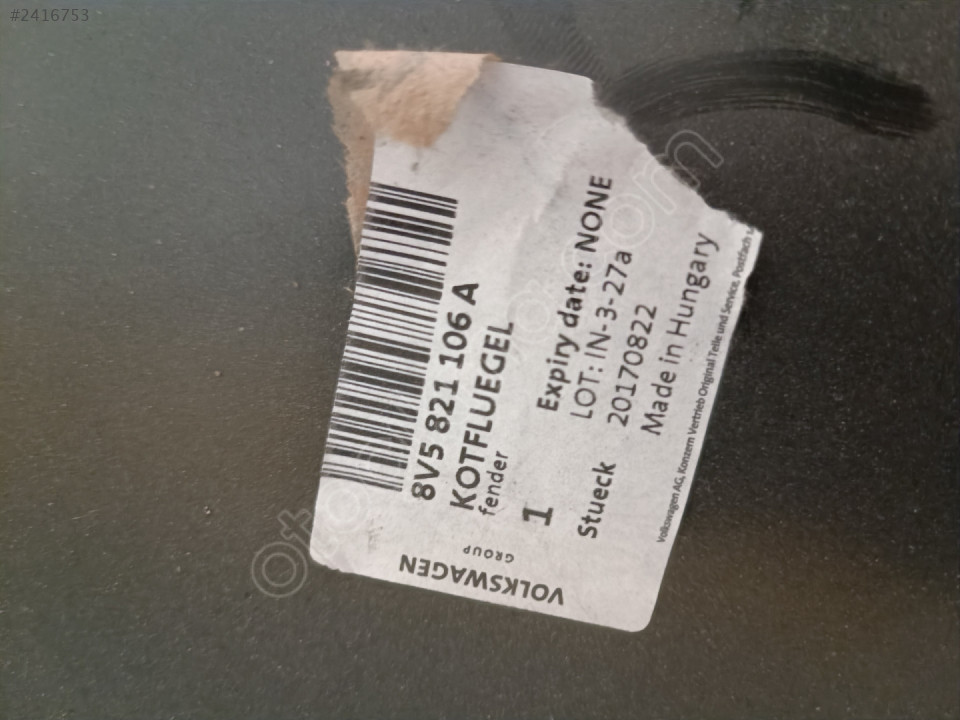 #2416753
8V5 821 106 A
KOTFLUEGEL
fender
1
Stueck
Expiry date: NONE
LOT: IN-3-27a
20170822
Made in Hungary
Volkswagen AG, Konzern Vertrieb Original Teile und Service, Postfach
VOLKSWAGEN
GROUP